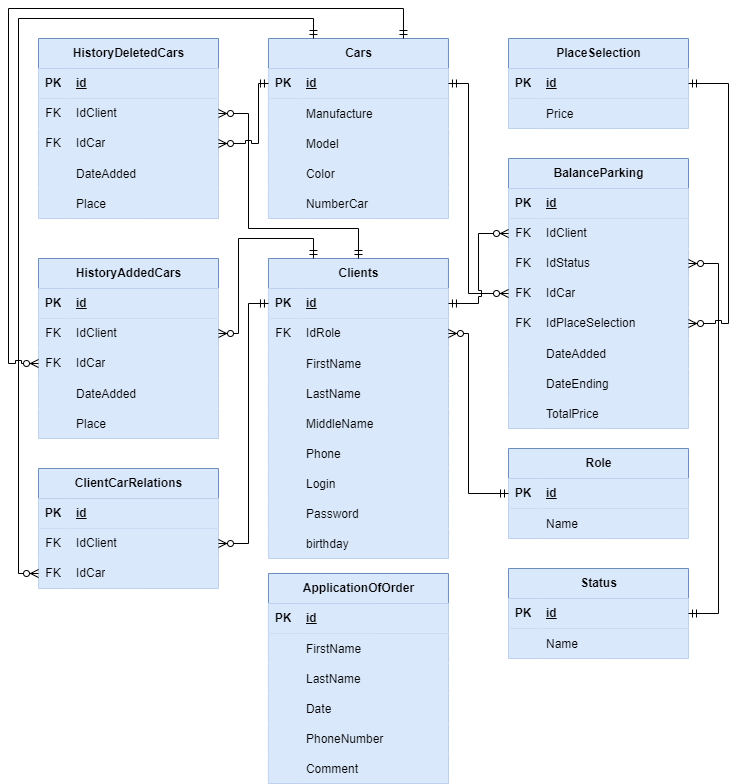 HistoryDeletedCars
PK id
FK IdClient
FK IdCar
DateAdded
Place
Cars
PK id
Manufacture
Model
Color
NumberCar
PlaceSelection
PK id
Price
BalanceParking
PK id
FK IdClient
FK IdStatus
FK IdCar
FK IdPlaceSelection
DateAdded
DateEnding
TotalPrice
HistoryAddedCars
PK id
FK IdClient
FK IdCar
DateAdded
Place
Clients
PK id
FK IdRole
FirstName
LastName
MiddleName
Phone
Login
Password
birthday
Role
PK id
Name
ClientCarRelations
PK id
FK IdClient
FK IdCar
ApplicationOfOrder
PK id
FirstName
LastName
Date
PhoneNumber
Comment
Status
PK id
Name